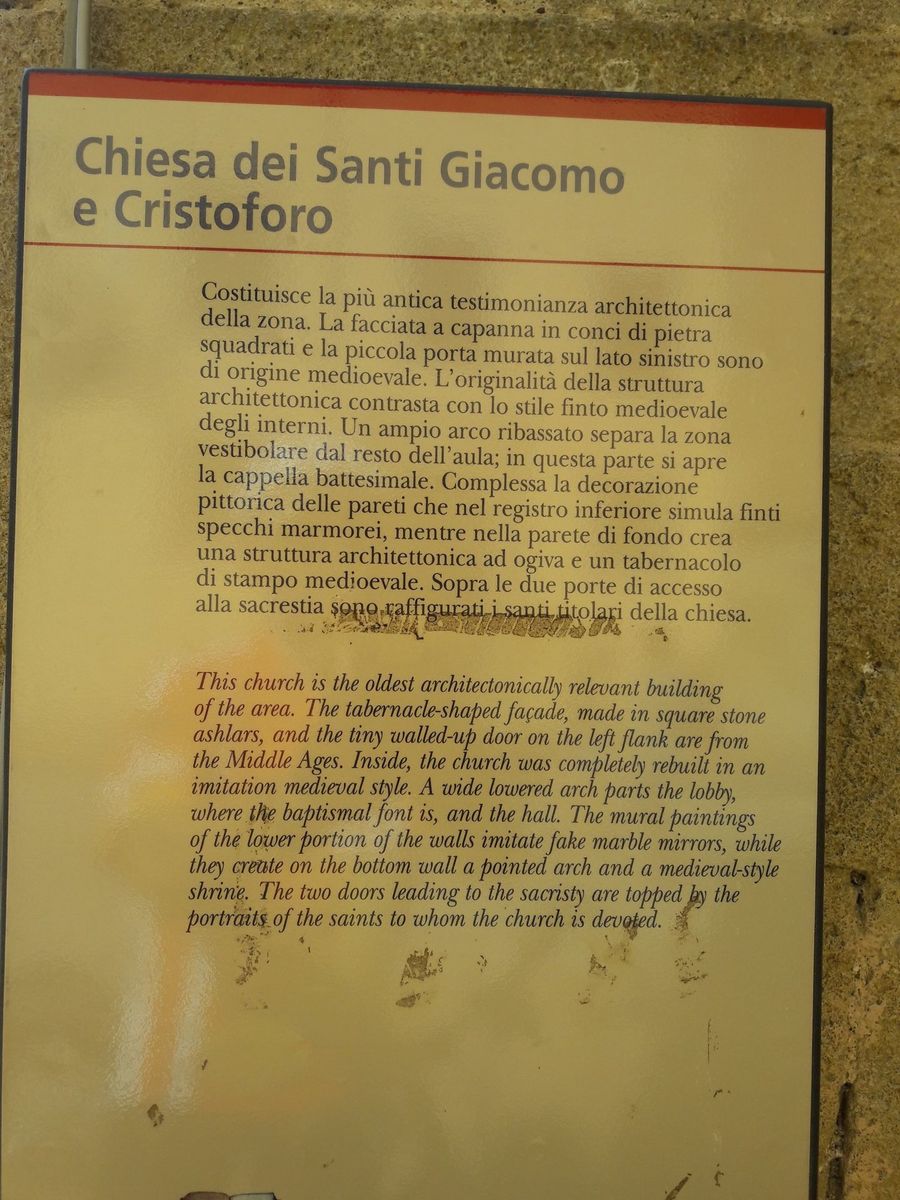 Chiesa dei Santi Giacomo
e Cristoforo
Costituisce la più antica testimonianza architettonica
della zona. La facciata a capanna in conci di pietra
squadrati e la piccola porta murata sul lato sinistro sono
di origine medioevale. L'originalità della struttura
architettonica contrasta con lo stile finto medioevale
degli interni. Un ampio arco ribassato separa la zona
vestibolare dal resto dell'aula; in questa parte si apre
la cappella battesimale. Complessa la decorazione
pittorica delle pareti che nel registro inferiore simula finti
specchi marmorei, mentre nella parete di fondo crea
una struttura architettonica ad ogiva e un tabernacolo
di stampo medioevale. Sopra le due porte di accesso
alla sacrestia sono raffigurati i santi titolari della chiesa.
This church is the oldest architectonically relevant building
of the area. The tabernacle-shaped façade, made in square stone
ashlars, and the tiny walled-up door on the left flank are from
the Middle Ages. Inside, the church was completely rebuilt in an
imitation medieval style. A wide lowered arch parts the lobby,
where the baptismal font is, and the hall. The mural paintings
of the lower portion of the walls imitate fake marble mirrors, while
they create on the bottom wall a pointed arch and a medieval-style
shrine. The two doors leading to the sacristy are topped by the
portraits of the saints to whom the church is devoted.